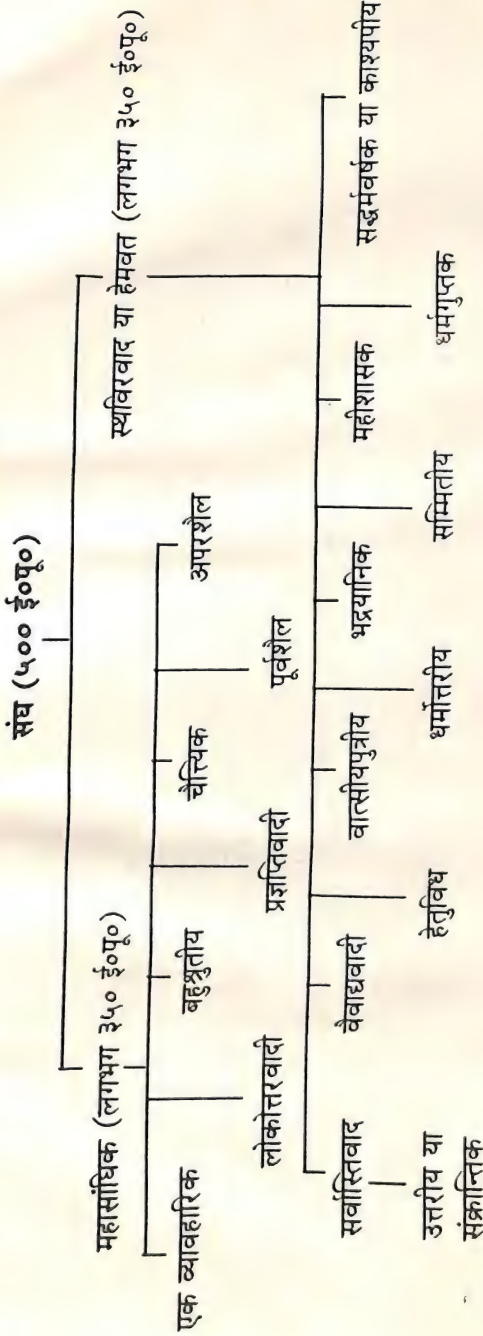 संघ (५०० ई०पू०)
महासांघिक (लगभग ३५० ई०पू०)
स्थविरवाद या हेमवत (लगभग ३५० ई०पू०)
एक व्यावहारिक
लोकोत्तरवादी
बहुश्रुतीय
प्रज्ञप्तिवादी
चैत्त्यिक
पूर्वशैल
अपरशैल
सर्वास्तिवाद
उत्तरीय या
संक्रान्तिक
वेवाद्यवादी
हेतुविध
वात्सीयपुत्रीय
धर्मोत्तरीय
भद्रयानिक
सम्मितीय
महीशासक
धर्मगुप्तक
सद्धर्मवर्षक या काश्यपीय